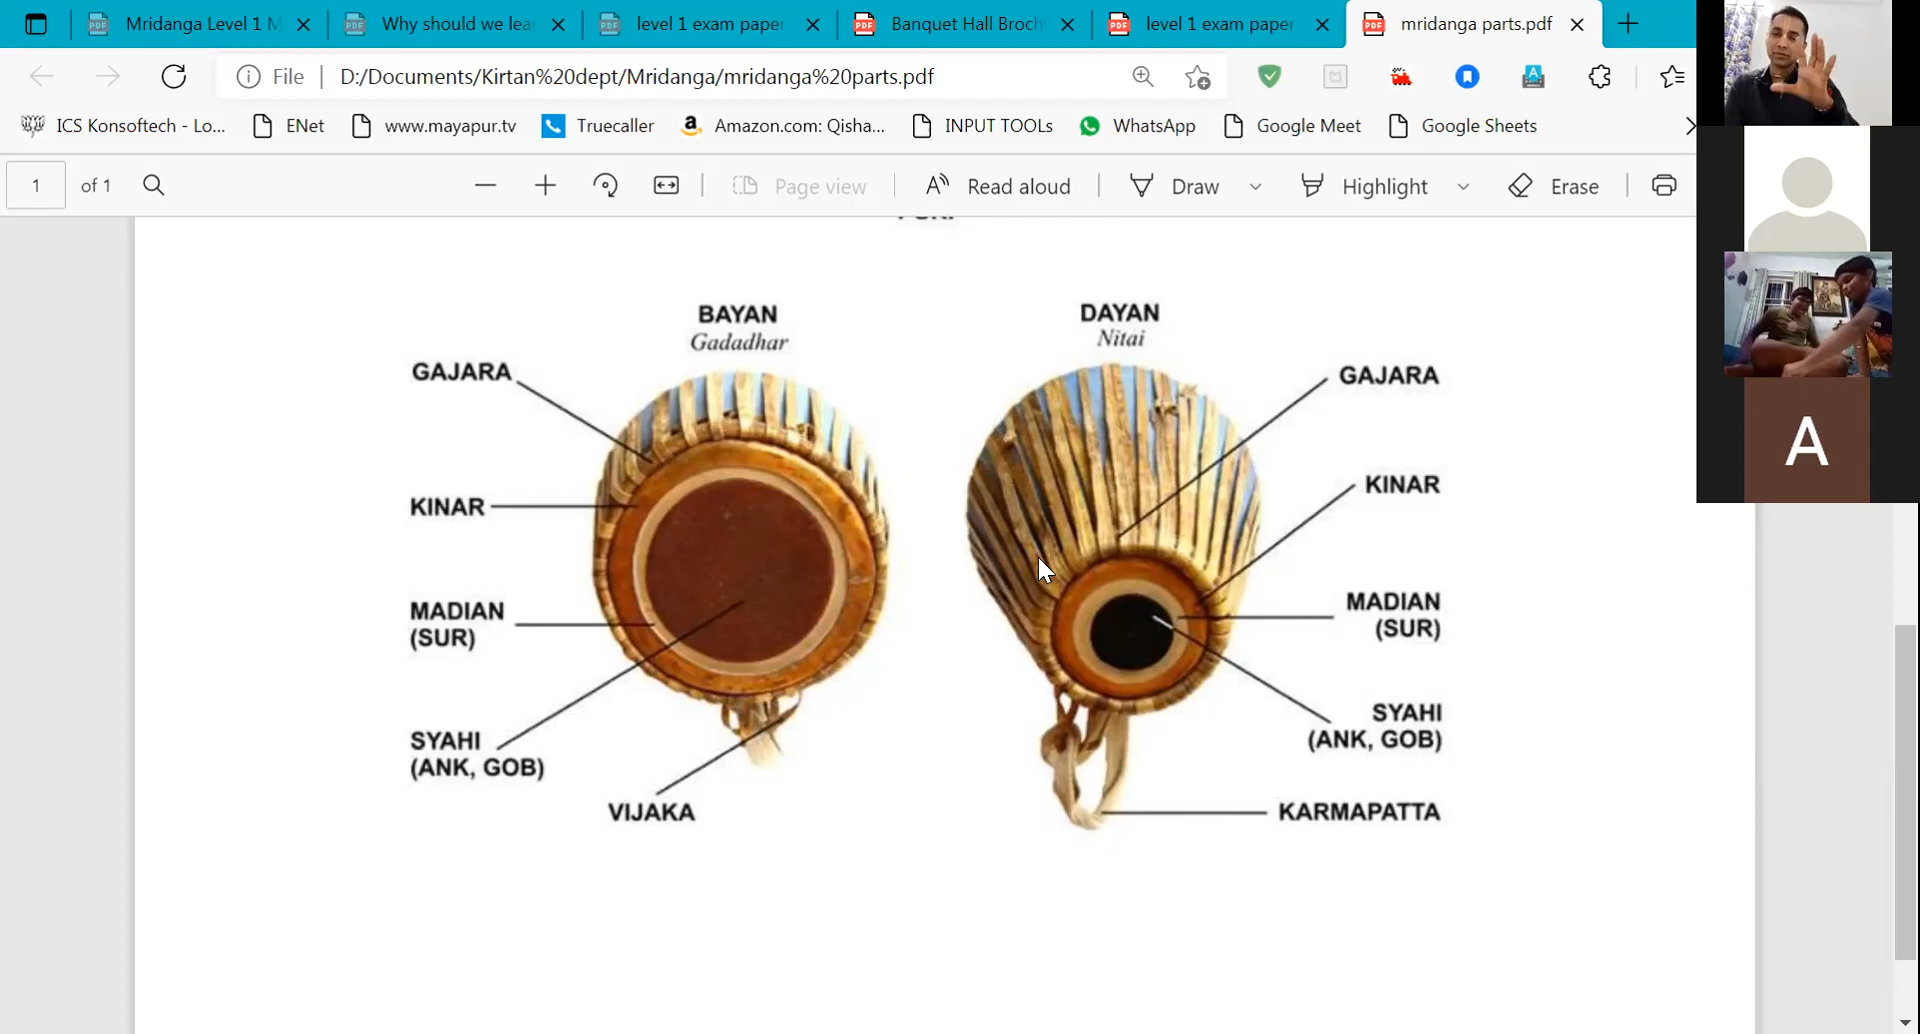 Mridanga Level 1 M
Why should we lea
level 1 exam paper
Banquet Hall Broch
level 1 exam paper
mridanga parts.pdf
File
D:/Documents/Kirtan%20dept/Mridanga/mridanga%20parts.pdf
ICS Konsoftech - Lo...
ENet
www.mayapur.tv
Truecaller
Amazon.com: Qisha...
INPUT TOOLs
WhatsApp
Google Meet
Google Sheets
1 of 1
Page view
Read aloud
Draw
Highlight
Erase
BAYAN
Gadadhar
DAYAN
Nitai
GAJARA
GAJARA
KINAR
KINAR
MADIAN
(SUR)
MADIAN
(SUR)
SYAHI
(ANK, GOB)
SYAHI
(ANK, GOB)
VIJAKA
KARMAPATTA
A